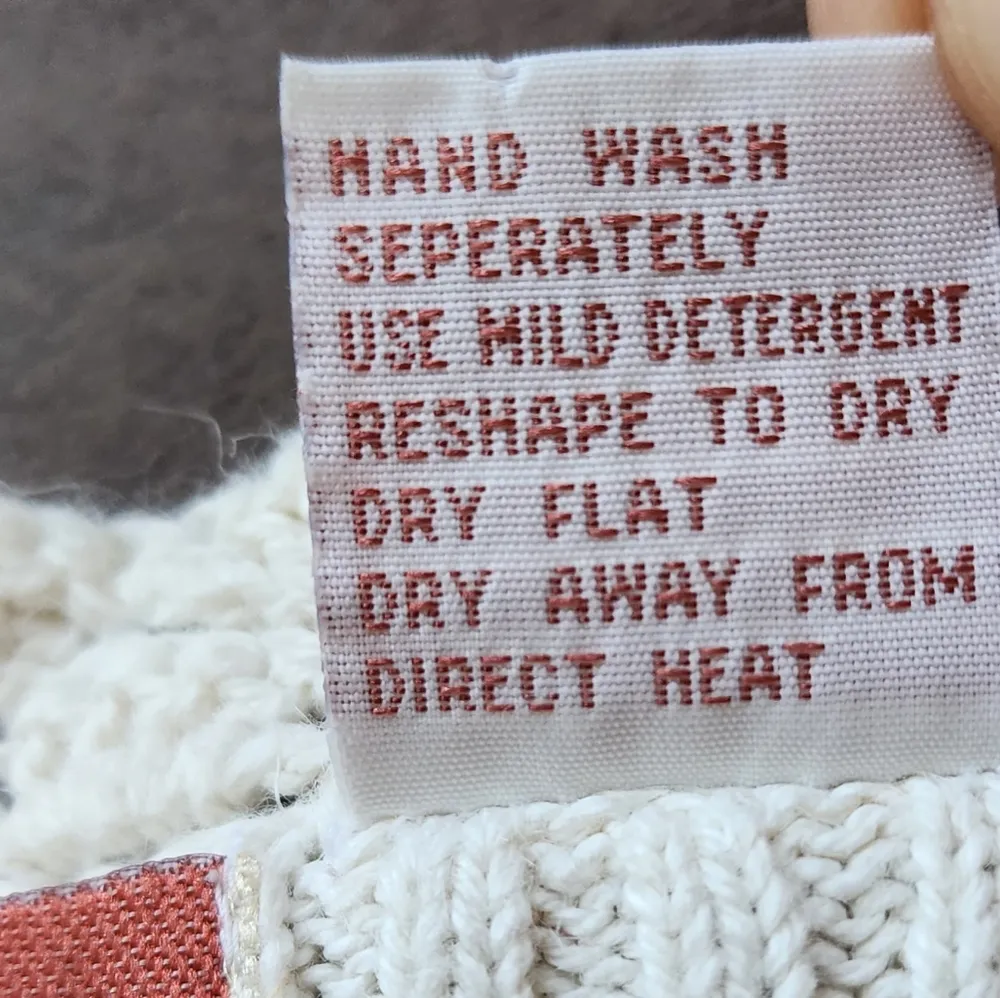 HAND WASH
SEPERATELY
USE MILD DETERGENT
RESHAPE TO DRY
DRY FLAT
DRY AWAY FROM
DIRECT HEAT